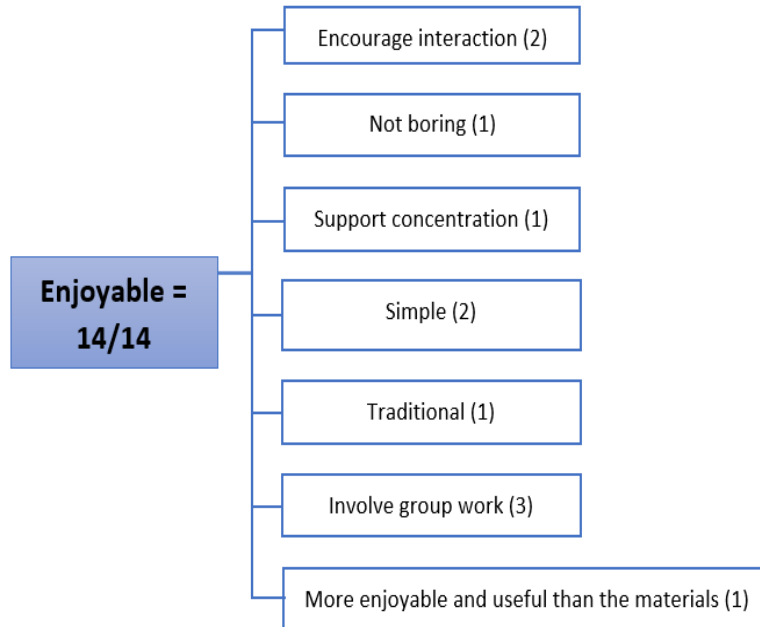 Encourage interaction (2)
Not boring (1)
Support concentration (1)
Enjoyable =
14/14
Simple (2)
Traditional (1)
Involve group work (3)
More enjoyable and useful than the materials (1)